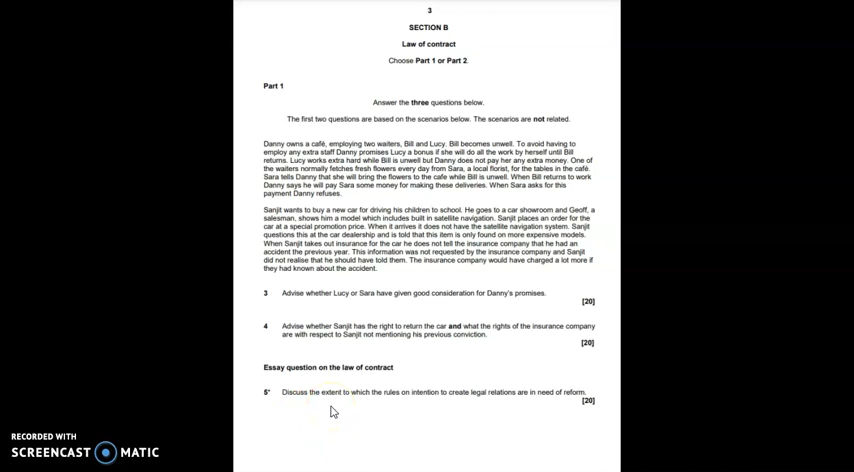 3
SECTION B
Law of contract
Choose Part 1 or Part 2.
Part 1
Answer the three questions below.
The first two questions are based on the scenarios below. The scenarios are not related.
Danny owns a café, employing two waiters, Bill and Lucy. Bill becomes unwell. To avoid having to
employ any extra staff Danny promises Lucy a bonus if she will do all the work by herself until Bill
returns. Lucy works extra hard while Bill is unwell but Danny does not pay her any extra money. One of
the waiters normally fetches fresh flowers every day from Sara, a local florist, for the tables in the café.
Sara tells Danny that she will bring the flowers to the cafe while Bill is unwell. When Bill returns to work
Danny says he will pay Sara some money for making these deliveries. When Sara asks for this
payment Danny refuses.
Sanjit wants to buy a new car for driving his children to school. He goes to a car showroom and Geoff, a
salesman, shows him a model which includes built in satellite navigation. Sanjit places an order for the
car at a special promotion price. When it arrives it does not have the satellite navigation system. Sanjit
questions this at the car dealership and is told that this item is only found on more expensive models.
When Sanjit takes out insurance for the car he does not tell the insurance company that he had an
accident the previous year. This information was not requested by the insurance company and Sanjit
did not realise that he should have told them. The insurance company would have charged a lot more if
they had known about the accident.
3 Advise whether Lucy or Sara have given good consideration for Danny's promises.
[20]
4 Advise whether Sanjit has the right to return the car and what the rights of the insurance company
are with respect to Sanjit not mentioning his previous conviction.
[20]
Essay question on the law of contract
5* Discuss the extent to which the rules on intention to create legal relations are in need of reform.
[20]
RECORDED WITH
SCREENCAST MATIC